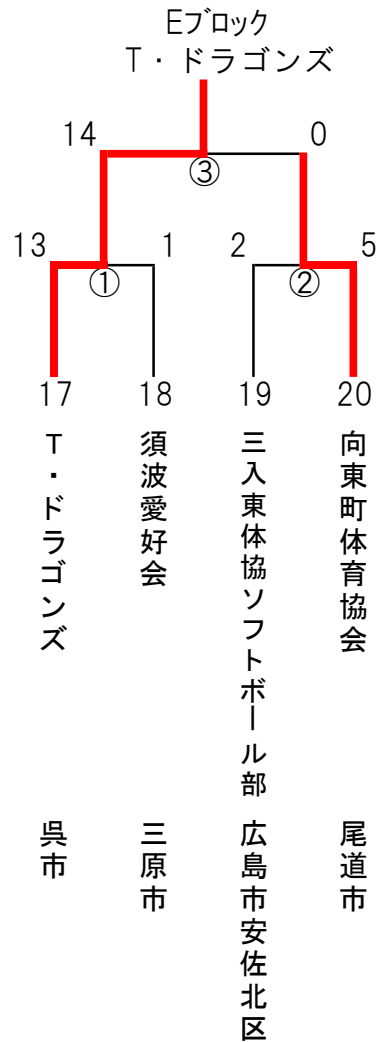 Eブロック
T・ドラゴンズ
14
0
③
13
1
2
5
①
②
17
18
19
20
T・ドラゴンズ
須波愛好会
三入東体協ソフトボール部
向東町体育協会
呉市
三原市
広島市安佐北区
尾道市